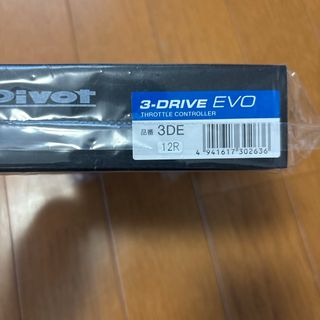 Pivot
3-DRIVE EVO
THROTTLE CONTROLLER
品番 3DE
12R
4 941617 302636